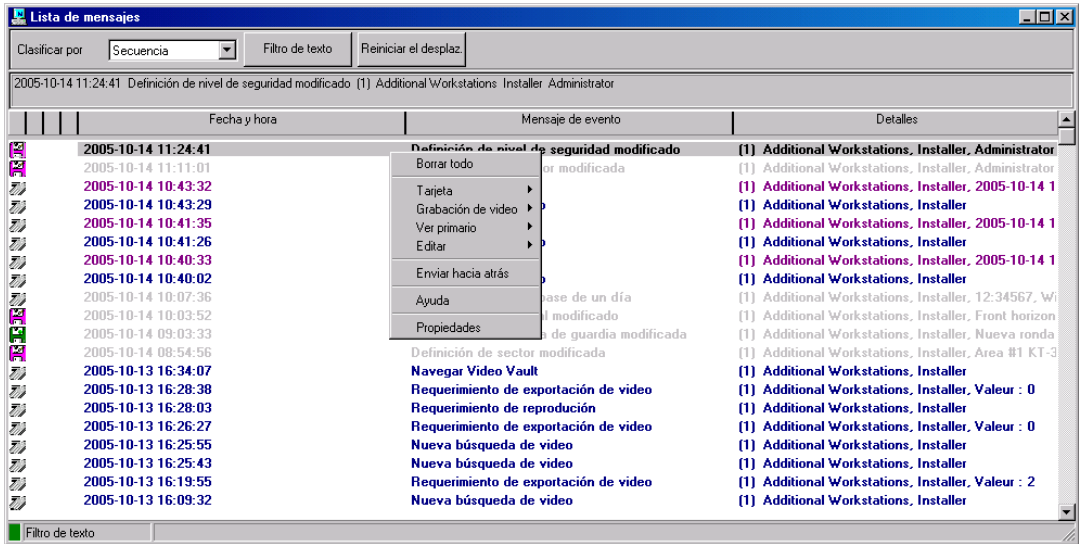 Lista de mensajes
Clasificar por Secuencia Filtro de texto Reiniciar el desplaz.
2005-10-14 11:24:41 Definición de nivel de seguridad modificado (1) Additional Workstations Installer Administrator
Fecha y hora Mensaje de evento Detalles
2005-10-14 11:24:41 Definición de nivel de seguridad modificado (1) Additional Workstations, Installer, Administrator
2005-10-14 11:11:01 or modificada (1) Additional Workstations, Installer, Administrator
2005-10-14 10:43:32 (1) Additional Workstations, Installer, 2005-10-14 1
2005-10-14 10:43:29 (1) Additional Workstations, Installer
2005-10-14 10:41:35 (1) Additional Workstations, Installer, 2005-10-14 1
2005-10-14 10:41:26 (1) Additional Workstations, Installer
2005-10-14 10:40:33 (1) Additional Workstations, Installer, 2005-10-14 1
2005-10-14 10:40:02 (1) Additional Workstations, Installer
2005-10-14 10:07:36 base de un día (1) Additional Workstations, Installer, 12:34567, Wi
2005-10-14 10:03:52 l modificado (1) Additional Workstations, Installer, Front horizon
2005-10-14 09:03:33 a de guardia modificada (1) Additional Workstations, Installer, Nueva ronda
2005-10-14 08:54:56 Definición de sector modificada (1) Additional Workstations, Installer, Area #1 KT-3
2005-10-13 16:34:07 Navegar Video Vault (1) Additional Workstations, Installer
2005-10-13 16:28:38 Requerimiento de exportación de video (1) Additional Workstations, Installer, Valeur : 0
2005-10-13 16:28:03 Requerimiento de reprodución (1) Additional Workstations, Installer
2005-10-13 16:26:27 Requerimiento de exportación de video (1) Additional Workstations, Installer, Valeur : 0
2005-10-13 16:25:55 Nueva búsqueda de video (1) Additional Workstations, Installer
2005-10-13 16:25:43 Nueva búsqueda de video (1) Additional Workstations, Installer
2005-10-13 16:19:55 Requerimiento de exportación de video (1) Additional Workstations, Installer, Valeur : 2
2005-10-13 16:09:32 Nueva búsqueda de video (1) Additional Workstations, Installer
Borrar todo
Tarjeta
Grabación de video
Ver primario
Editar
Enviar hacia atrás
Ayuda
Propiedades
Filtro de texto